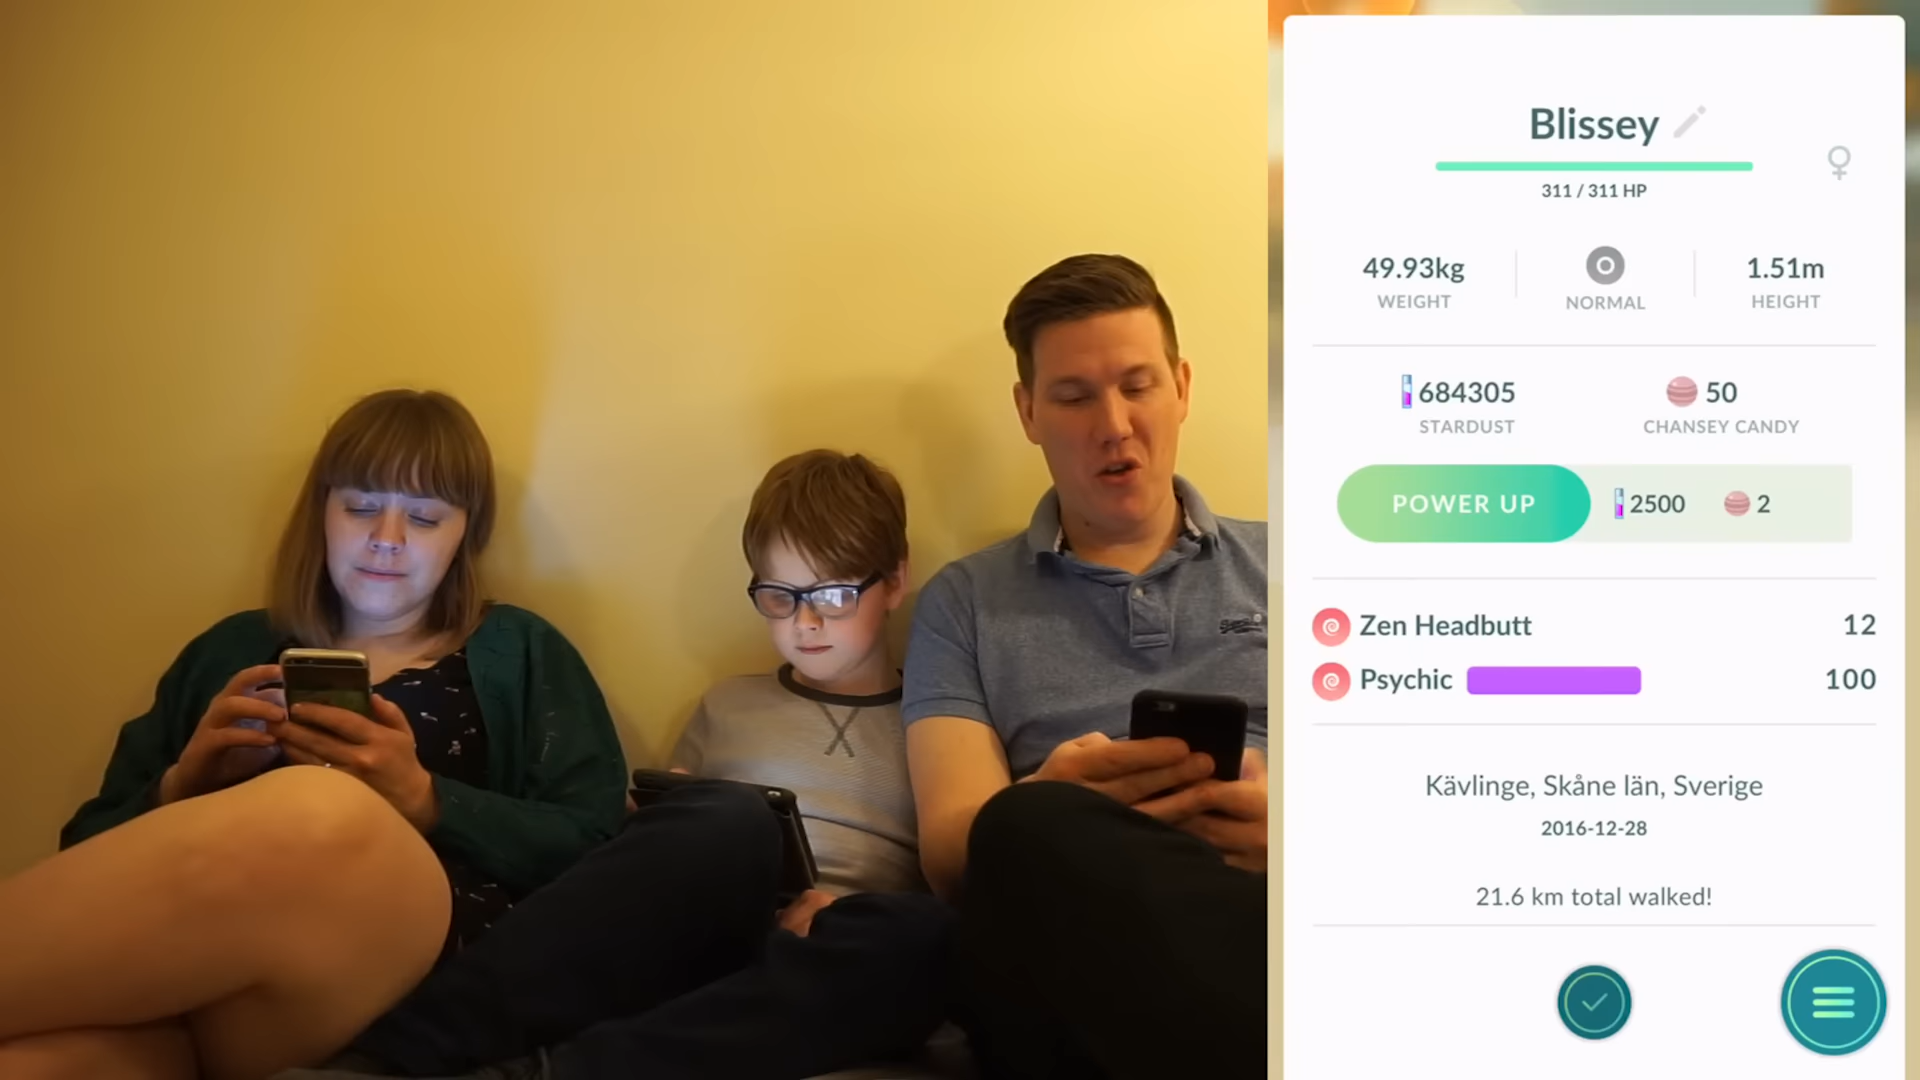 Blissey
311 / 311 HP
49.93kg
WEIGHT
NORMAL
1.51m
HEIGHT
684305
STARDUST
50
CHANSEY CANDY
POWER UP
2500
2
Zen Headbutt
12
Psychic
100
Kävlinge, Skåne län, Sverige
2016-12-28
21.6 km total walked!